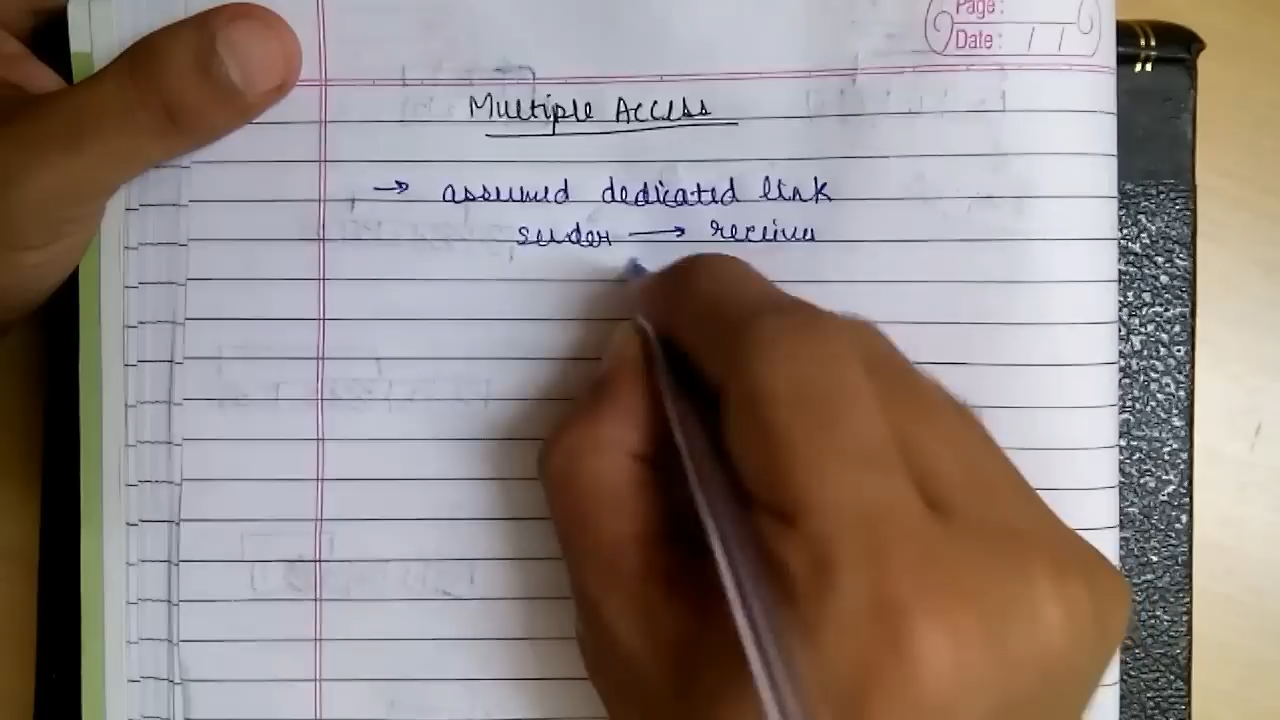 Page:
Date: / /
Multiple Access
→ assumed dedicated link
sender → receiver